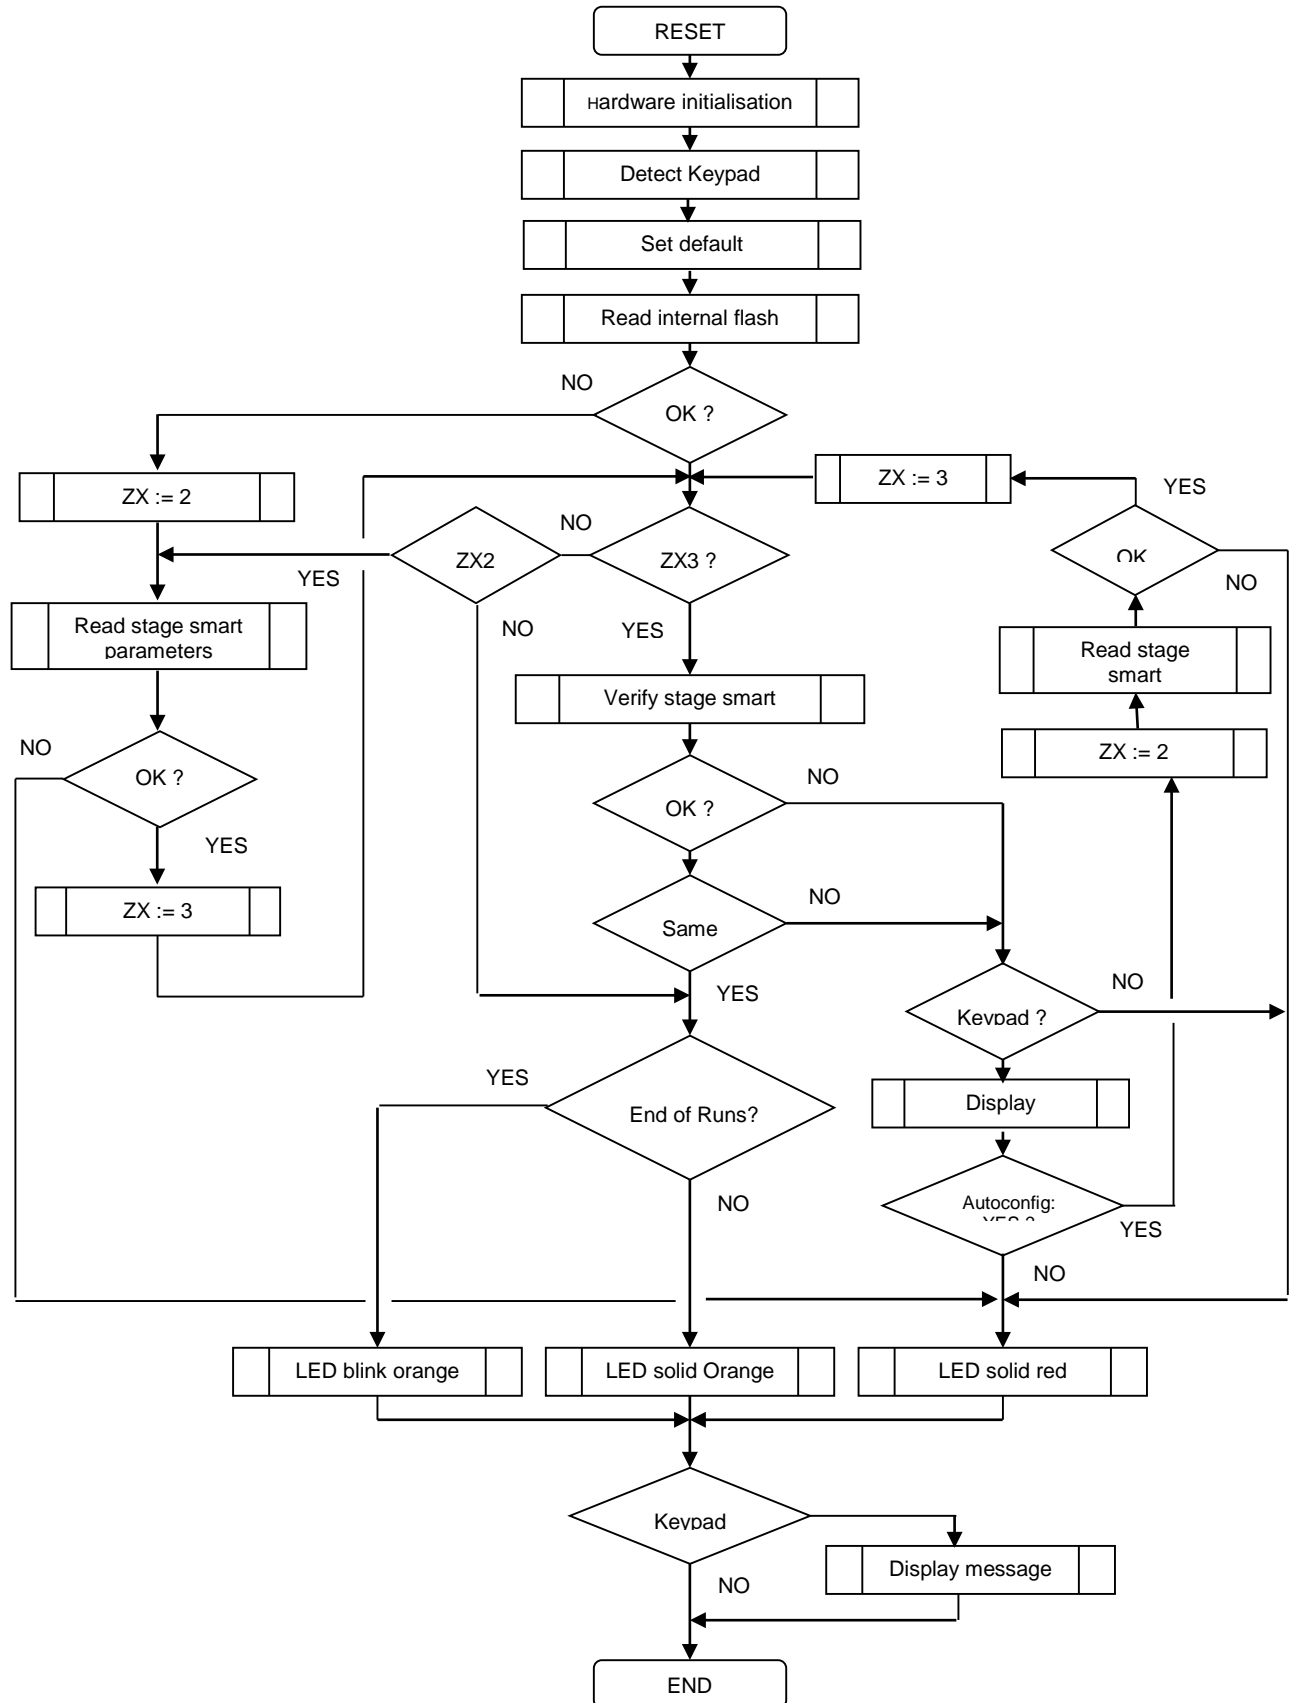 RESET
Hardware initialisation
Detect Keypad
Set default
Read internal flash
NO
OK ?
ZX := 2
ZX := 3
YES
NO
ZX2
ZX3 ?
OK
YES
NO
NO
YES
Read stage smart
parameters
Read stage
smart
Verify stage smart
NO
OK ?
ZX := 2
NO
OK ?
YES
ZX := 3
NO
Same
YES
NO
Keypad ?
YES
End of Runs?
Display
NO
Autoconfig:
YES ?
YES
NO
LED blink orange
LED solid Orange
LED solid red
Keypad
Display message
NO
END